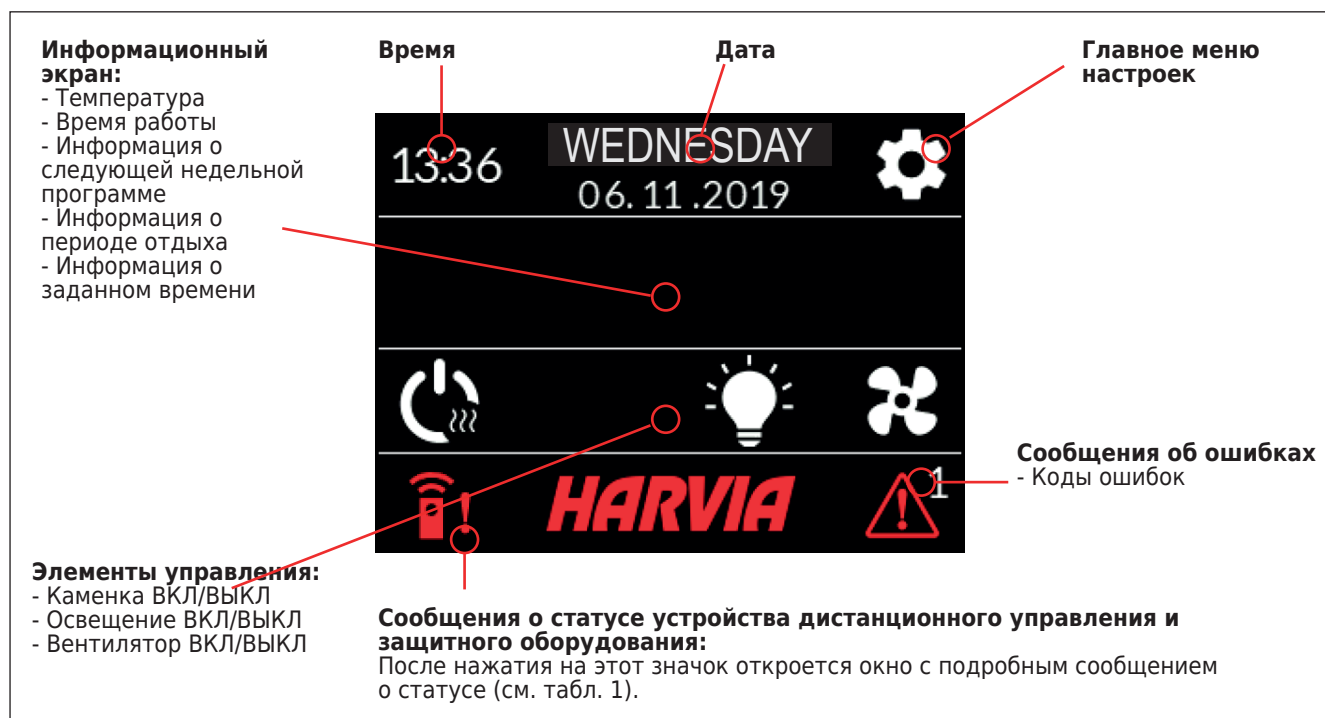 Информационный
экран:
- Температура
- Время работы
- Информация о
следующей недельной
программе
- Информация о
периоде отдыха
- Информация о
заданном времени
Время
Дата
Главное меню
настроек
13:36
WEDNESDAY
06.11.2019
HARVIA
1
Сообщения об ошибках
- Коды ошибок
Элементы управления:
- Каменка ВКЛ/ВЫКЛ
- Освещение ВКЛ/ВЫКЛ
- Вентилятор ВКЛ/ВЫКЛ
Сообщения о статусе устройства дистанционного управления и
защитного оборудования:
После нажатия на этот значок откроется окно с подробным сообщением
о статусе (см. табл. 1).